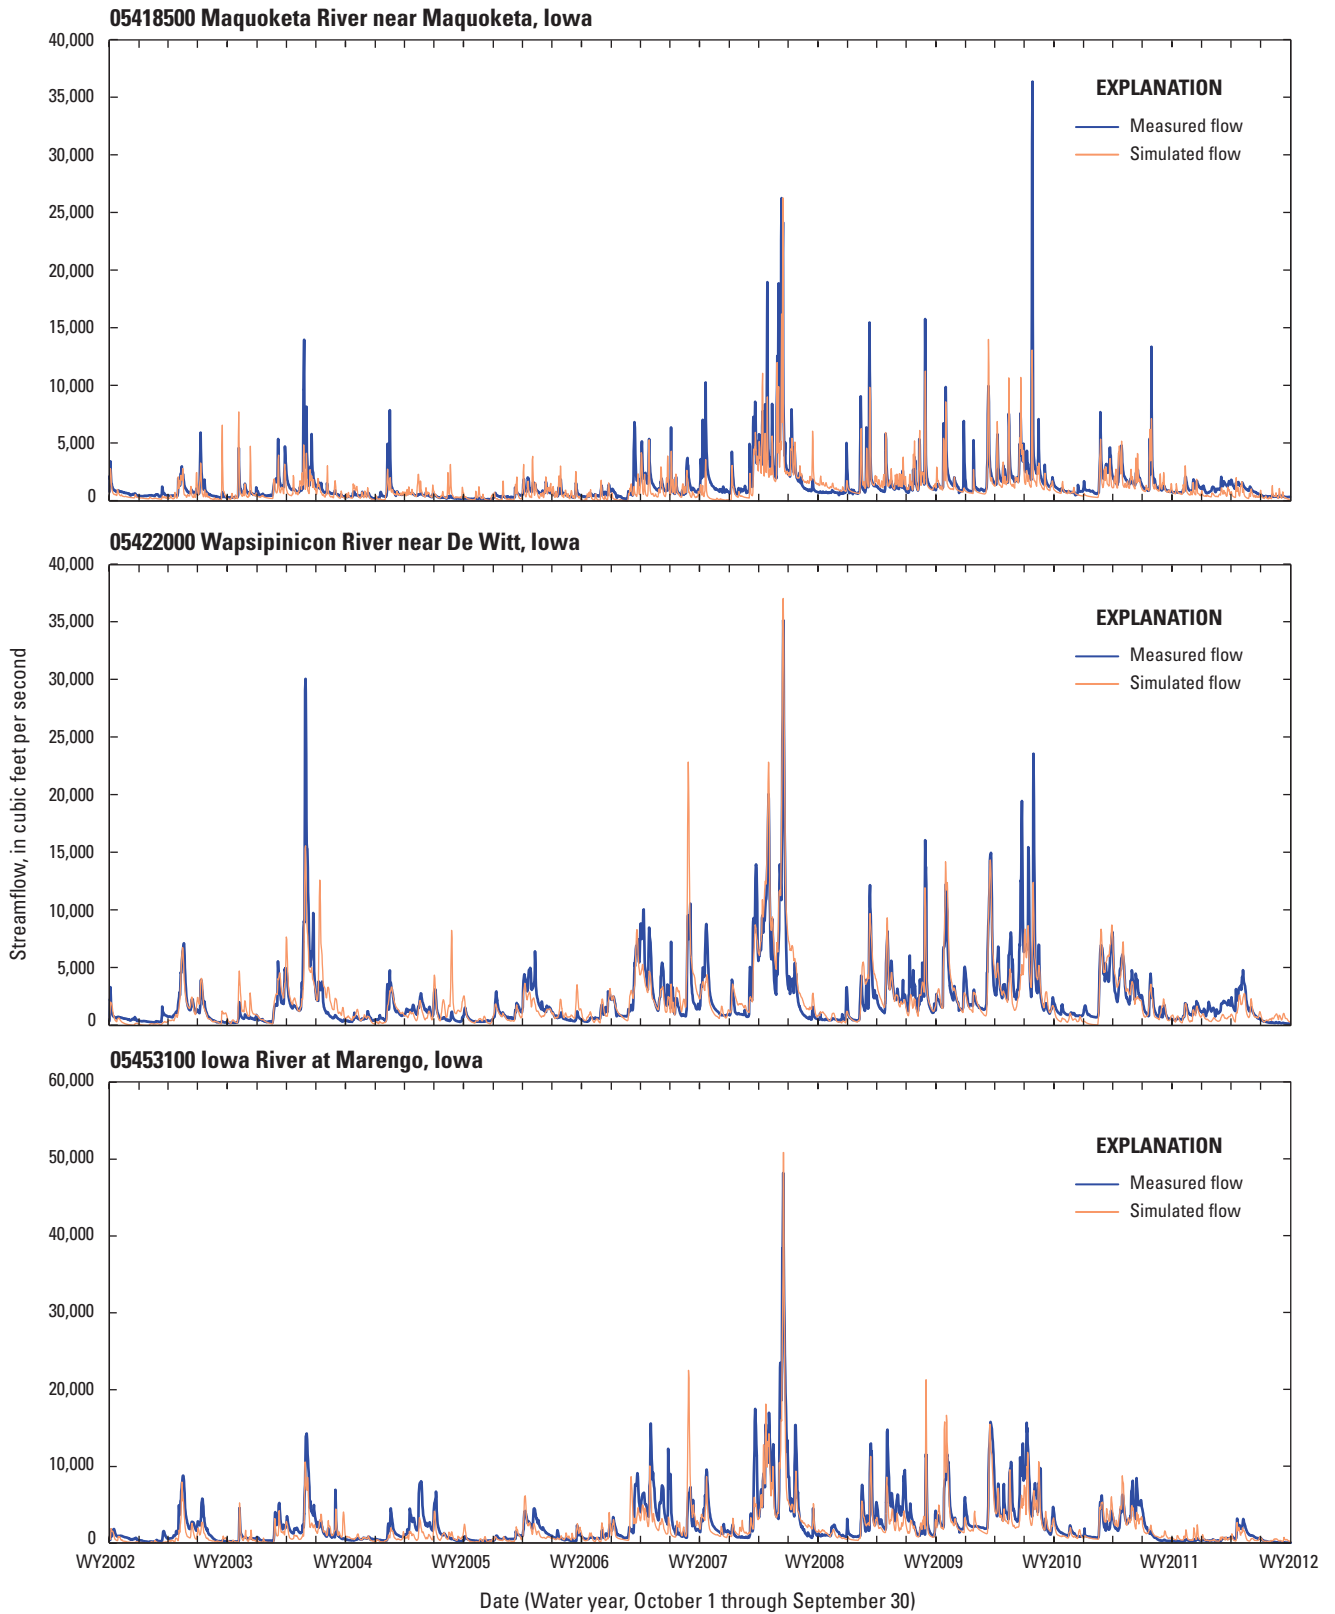 05418500 Maquoketa River near Maquoketa, Iowa
40,000
35,000
30,000
25,000
20,000
15,000
10,000
5,000
0
EXPLANATION
Measured flow
Simulated flow
05422000 Wapsipinicon River near De Witt, Iowa
40,000
35,000
30,000
25,000
20,000
15,000
10,000
5,000
0
EXPLANATION
Measured flow
Simulated flow
Streamflow, in cubic feet per second
05453100 Iowa River at Marengo, Iowa
60,000
50,000
40,000
30,000
20,000
10,000
0
EXPLANATION
Measured flow
Simulated flow
WY2002 WY2003 WY2004 WY2005 WY2006 WY2007 WY2008 WY2009 WY2010 WY2011 WY2012
Date (Water year, October 1 through September 30)